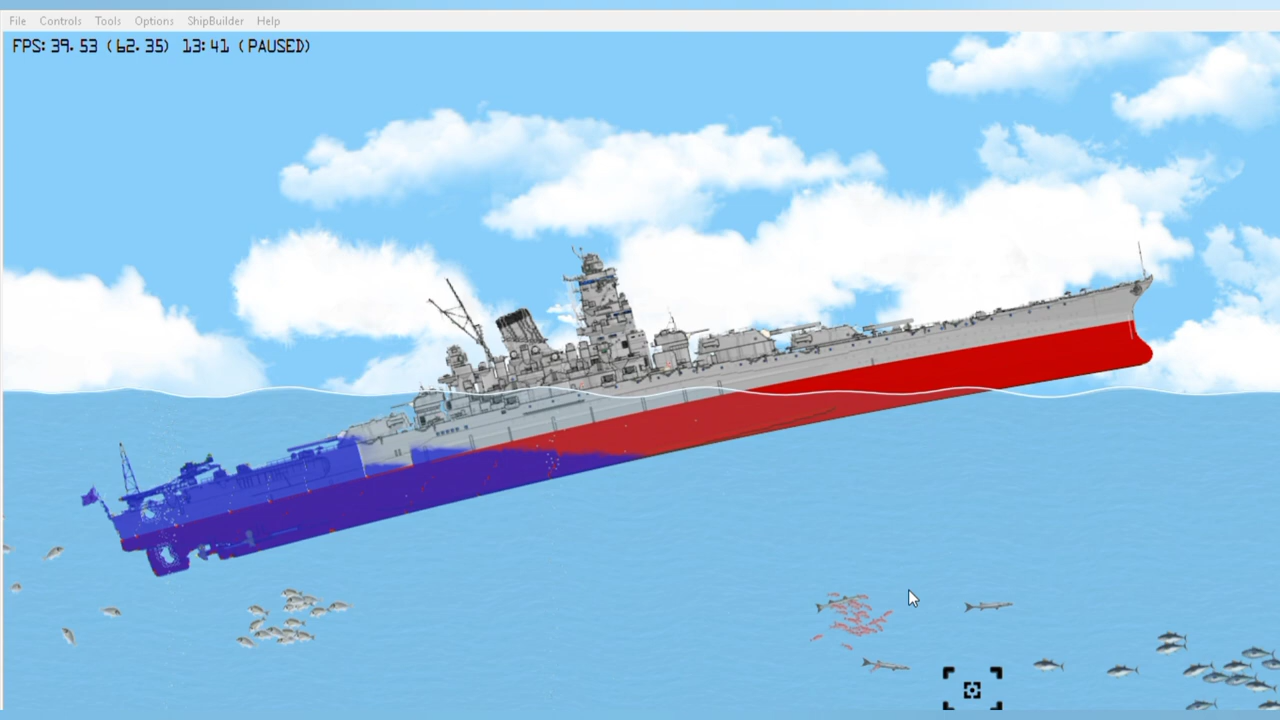 File Controls Tools Options ShipBuilder Help
FPS: 39.53 (62.35) 13:41 (PAUSED)